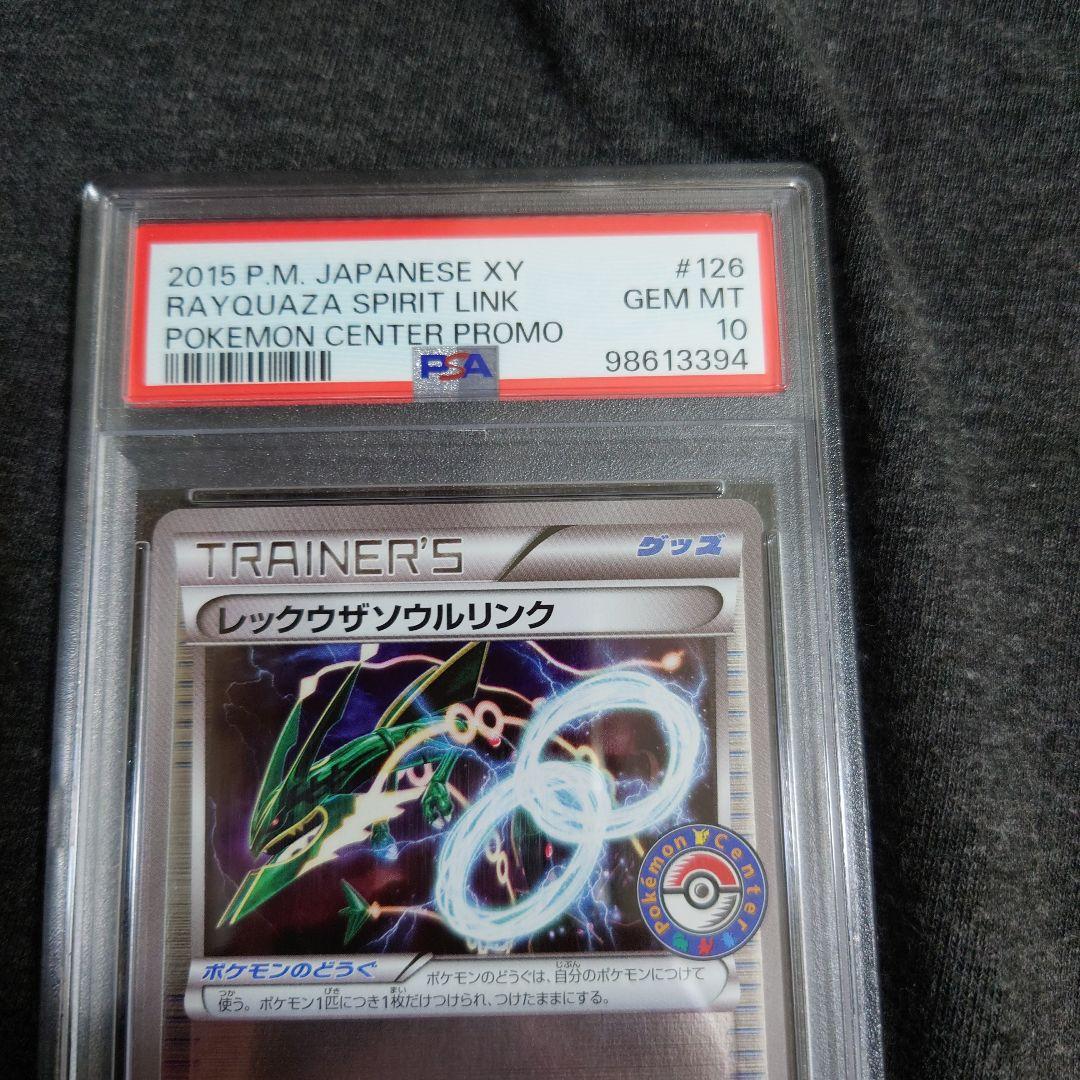 2015 P.M. JAPANESE XY #126
RAYQUAZA SPIRIT LINK GEM MT
POKEMON CENTER PROMO 10
PSA 98613394
TRAINER'S グッズ
レックウザソウルリンク
Pokémon Center
ポケモンのどうぐ ポケモンのどうぐは、自分のポケモンにつけて
使う。ポケモン1匹につき1枚だけつけられ、つけたままにする。